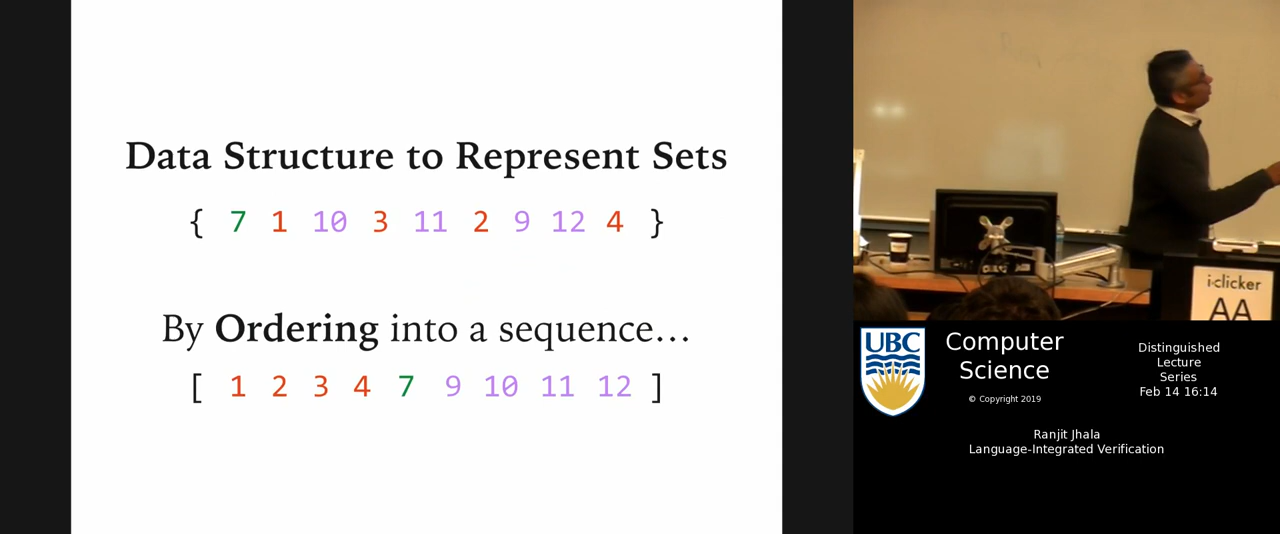 Data Structure to Represent Sets
{ 7 1 10 3 11 2 9 12 4 }
By Ordering into a sequence…
[ 1 2 3 4 7 9 10 11 12 ]
i·clicker
AA
UBC
Computer
Science
© Copyright 2019
Distinguished
Lecture
Series
Feb 14 16:14
Ranjit Jhala
Language-Integrated Verification